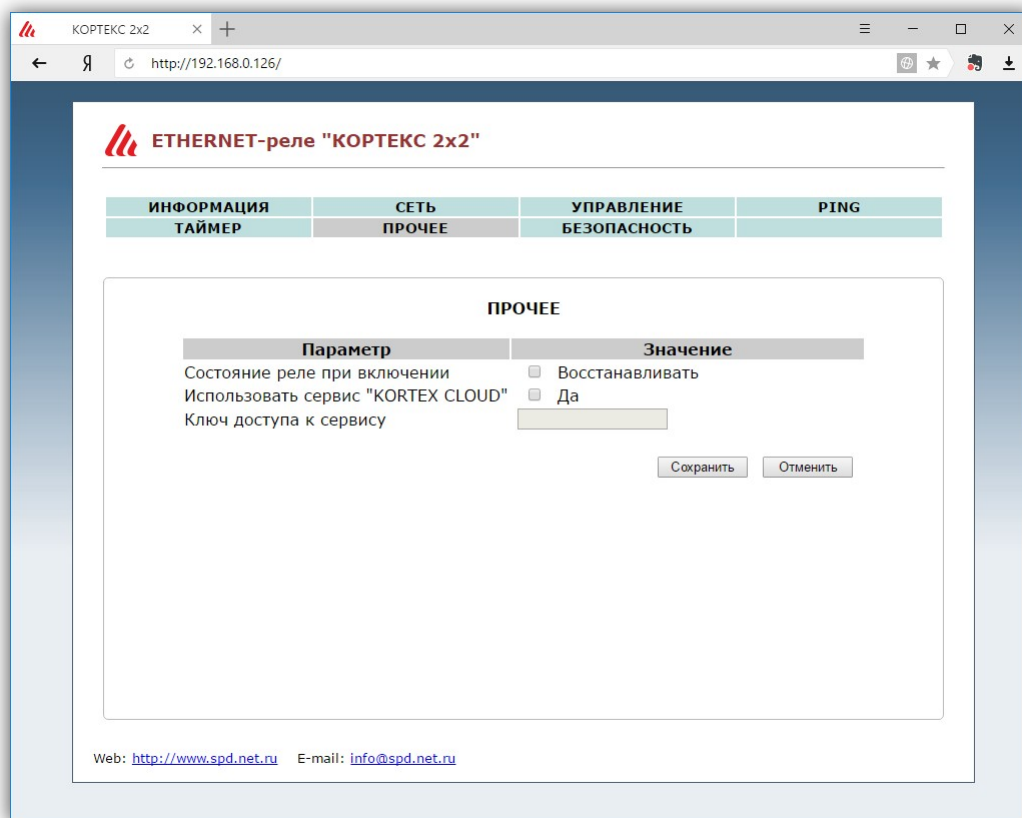 КОРТЕКС 2x2
Я http://192.168.0.126/
ETHERNET-реле "КОРТЕКС 2x2"
ИНФОРМАЦИЯ СЕТЬ УПРАВЛЕНИЕ PING
ТАЙМЕР ПРОЧЕЕ БЕЗОПАСНОСТЬ
ПРОЧЕЕ
Параметр Значение
Состояние реле при включении Восстанавливать
Использовать сервис "KORTEX CLOUD" Да
Ключ доступа к сервису
Сохранить Отменить
Web: http://www.spd.net.ru E-mail: info@spd.net.ru